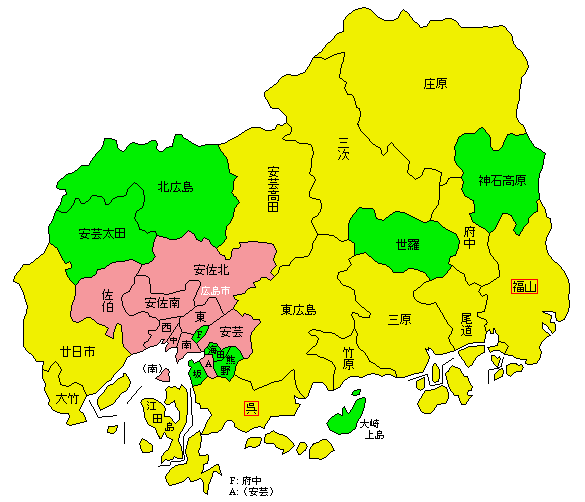 庄原
三次
神石高原
安芸高田
北広島
安芸太田
府中
世羅
安佐北
福山
広島市
佐伯
安佐南
東広島
三原
尾道
西
東
F
安芸
中
南
海田
熊野
廿日市
竹原
(南)
坂
A
大竹
江田島
呉
大崎
上島
F: 府中
A: (安芸)